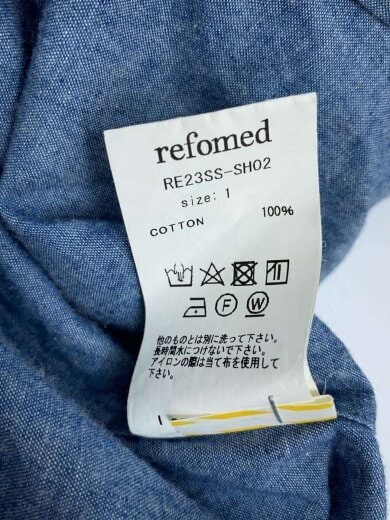 refomed
RE23SS-SH02
size: 1
COTTON 100%
F W
他のものとは別に洗って下さい。
長時間水につけないで下さい。
アイロンの際は当て布を使用して
下さい。